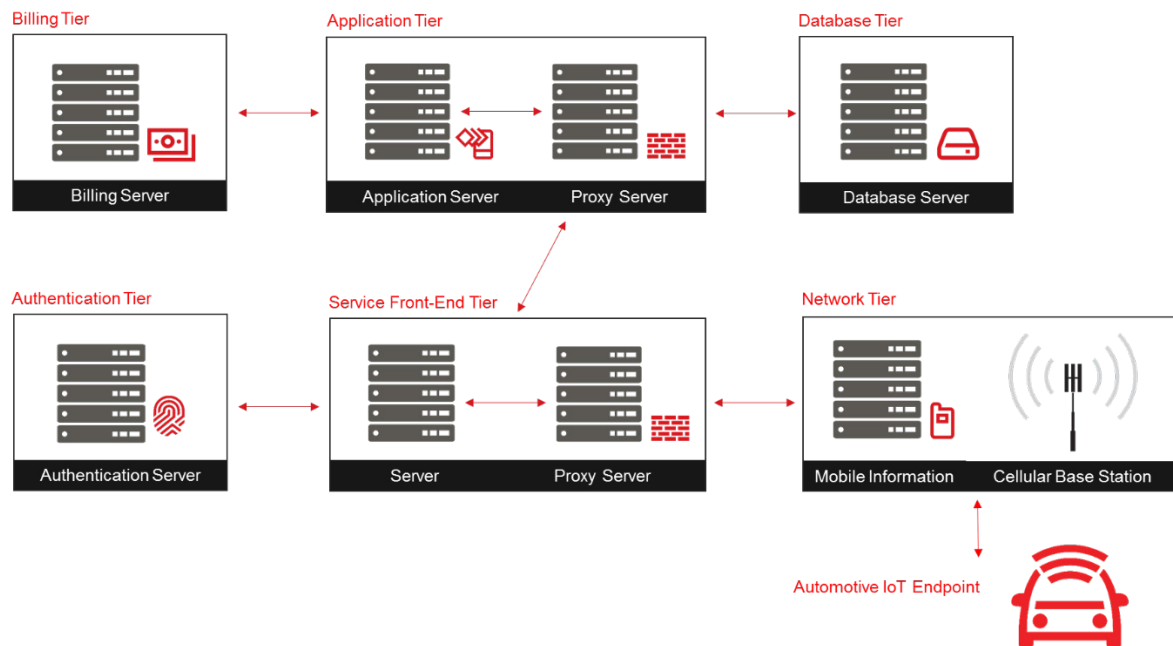 Billing Tier
Application Tier
Database Tier
Billing Server
Application Server
Proxy Server
Database Server
Authentication Tier
Service Front-End Tier
Network Tier
Authentication Server
Server
Proxy Server
Mobile Information
Cellular Base Station
Automotive IoT Endpoint